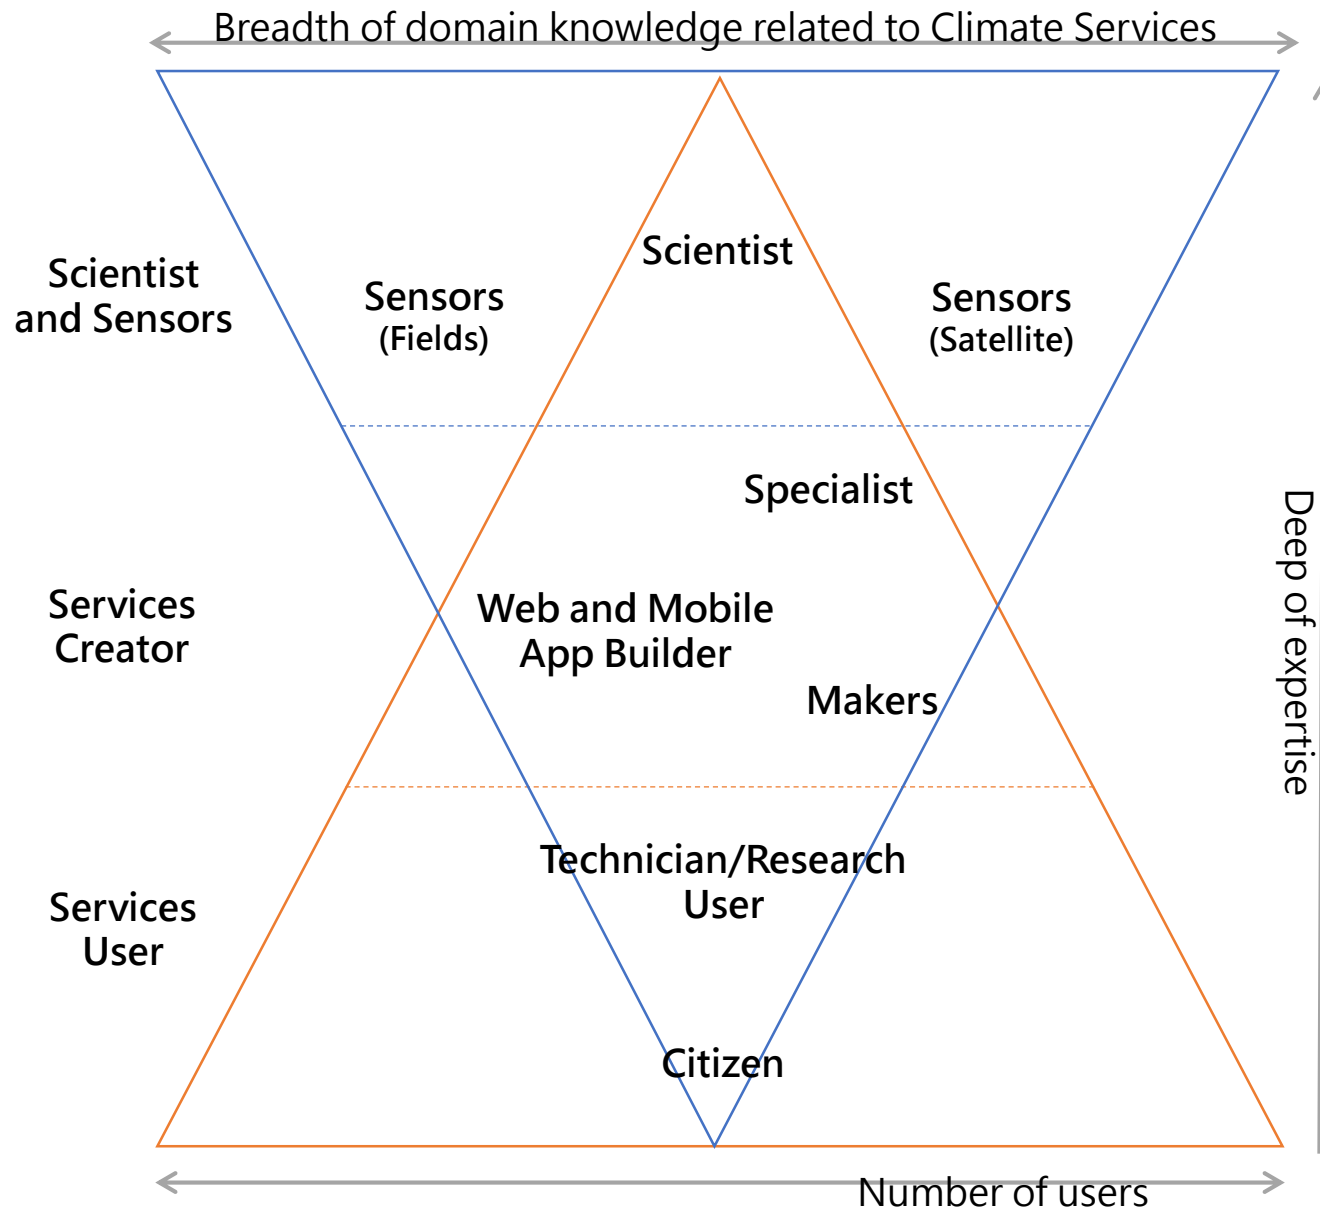 Breadth of domain knowledge related to Climate Services
Scientist
Scientist
and Sensors
Sensors
(Fields)
Sensors
(Satellite)
Specialist
Services
Creator
Web and Mobile
App Builder
Makers
Deep of expertise
Technician/Research
User
Services
User
Citizen
Number of users